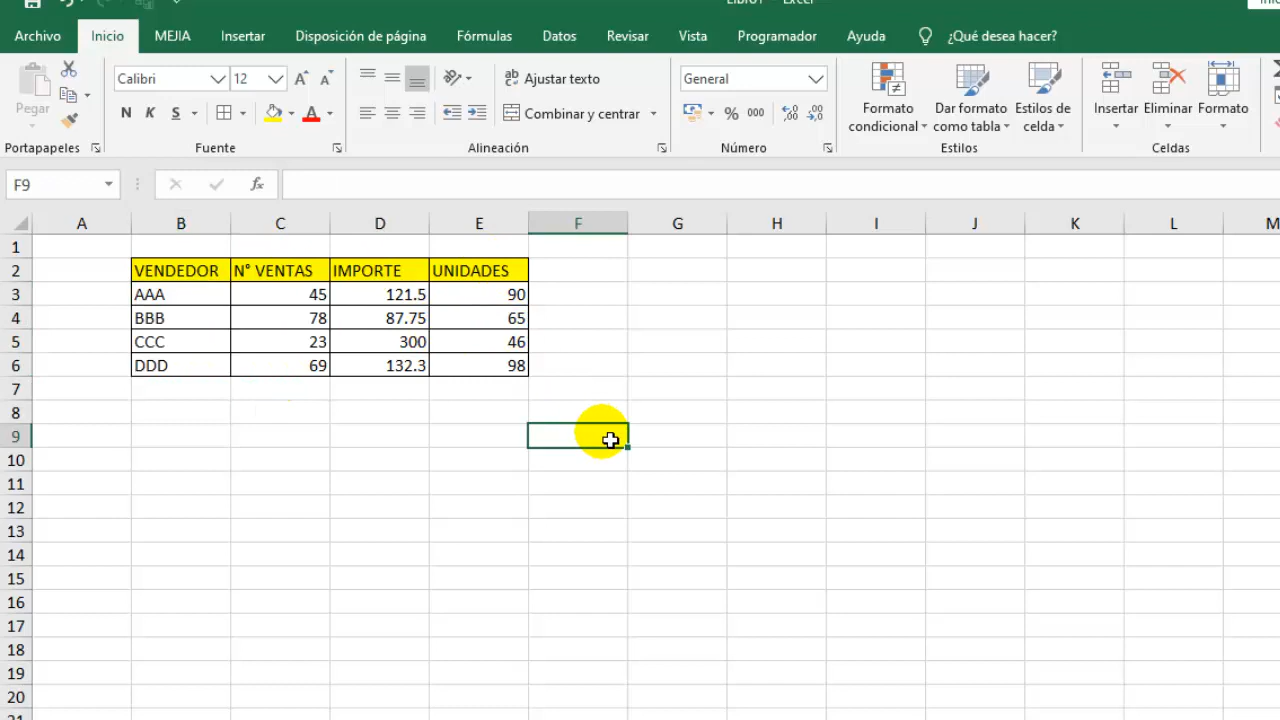 Archivo Inicio MEJIA Insertar Disposición de página Fórmulas Datos Revisar Vista Programador Ayuda ¿Qué desea hacer?
Pegar
Calibri 12
N K S A
Ajustar texto
Combinar y centrar
General
% 000
Formato condicional
Dar formato como tabla
Estilos de celda
Insertar Eliminar Formato
Portapapeles Fuente Alineación Número Estilos Celdas
F9 fx
A B C D E F G H I J K L M
1
2 VENDEDOR N° VENTAS IMPORTE UNIDADES
3 AAA 45 121.5 90
4 BBB 78 87.75 65
5 CCC 23 300 46
6 DDD 69 132.3 98
7
8
9
10
11
12
13
14
15
16
17
18
19
20